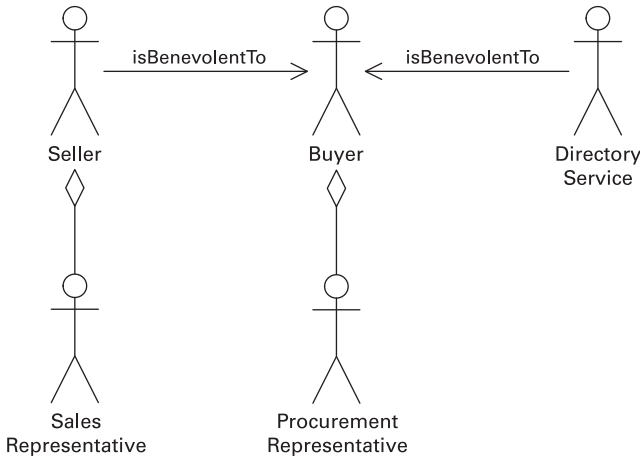 isBenevolentTo
isBenevolentTo
Seller
Buyer
Directory
Service
Sales
Representative
Procurement
Representative